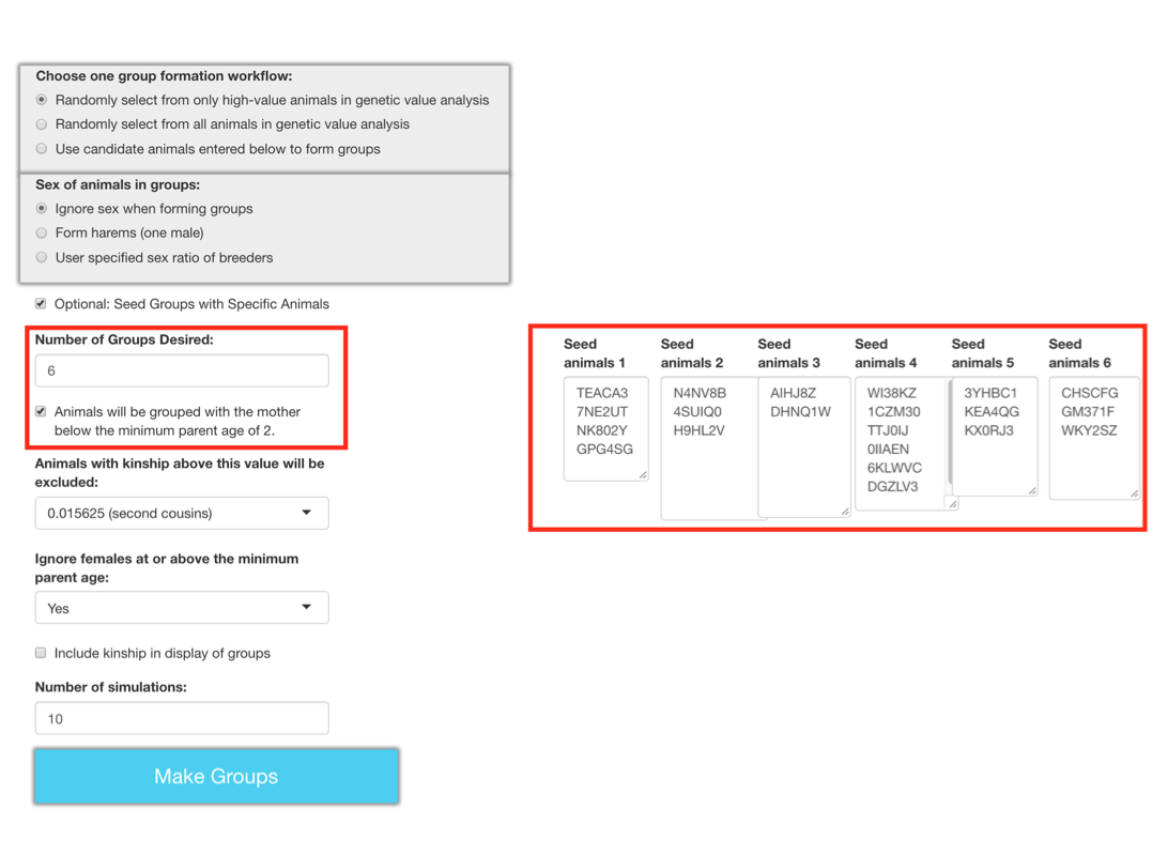 Choose one group formation workflow:
Randomly select from only high-value animals in genetic value analysis
Randomly select from all animals in genetic value analysis
Use candidate animals entered below to form groups
Sex of animals in groups:
Ignore sex when forming groups
Form harems (one male)
User specified sex ratio of breeders
Optional: Seed Groups with Specific Animals
Number of Groups Desired:
6
Animals will be grouped with the mother
below the minimum parent age of 2.
Animals with kinship above this value will be
excluded:
0.015625 (second cousins)
Ignore females at or above the minimum
parent age:
Yes
Include kinship in display of groups
Number of simulations:
10
Make Groups
Seed
animals 1
TEACA3
7NE2UT
NK802Y
GPG4SG
Seed
animals 2
N4NV8B
4SUIQ0
H9HL2V
Seed
animals 3
AIHJ8Z
DHNQ1W
Seed
animals 4
WI38KZ
1CZM30
TTJ0IJ
0IIAEN
6KLWVC
DGZLV3
Seed
animals 5
3YHBC1
KEA4QG
KX0RJ3
Seed
animals 6
CHSCFG
GM371F
WKY2SZ